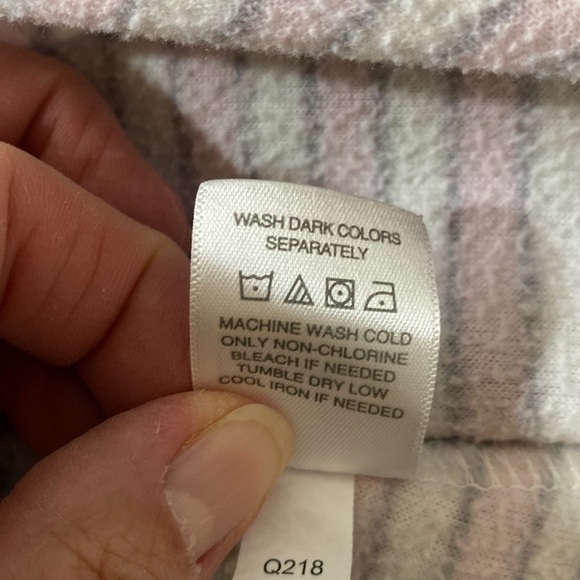 WASH DARK COLORS
SEPARATELY
MACHINE WASH COLD
ONLY NON-CHLORINE
BLEACH IF NEEDED
TUMBLE DRY LOW
COOL IRON IF NEEDED
Q218